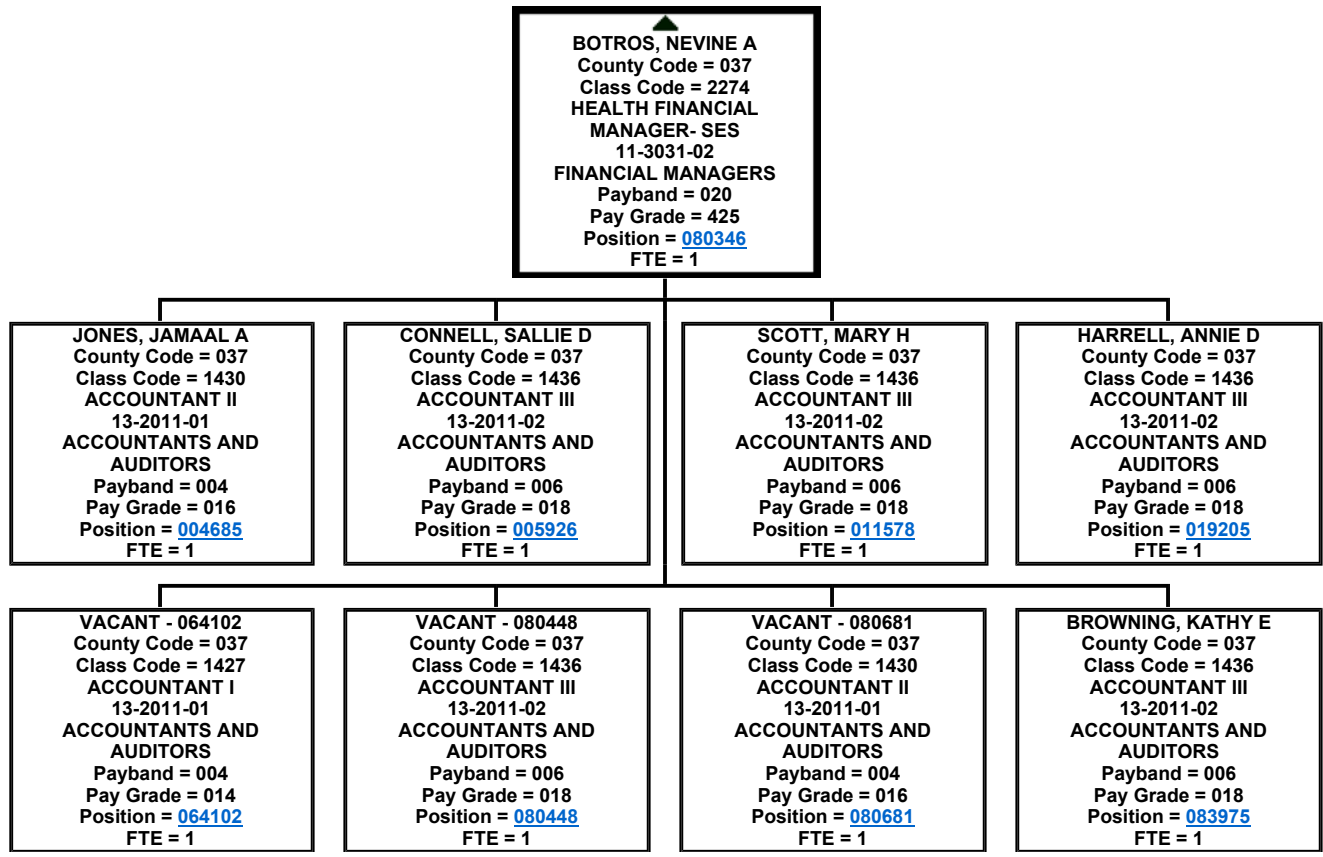 BOTROS, NEVINE A
County Code = 037
Class Code = 2274
HEALTH FINANCIAL
MANAGER- SES
11-3031-02
FINANCIAL MANAGERS
Payband = 020
Pay Grade = 425
Position = 080346
FTE = 1
JONES, JAMAAL A
County Code = 037
Class Code = 1430
ACCOUNTANT II
13-2011-01
ACCOUNTANTS AND
AUDITORS
Payband = 004
Pay Grade = 016
Position = 004685
FTE = 1
CONNELL, SALLIE D
County Code = 037
Class Code = 1436
ACCOUNTANT III
13-2011-02
ACCOUNTANTS AND
AUDITORS
Payband = 006
Pay Grade = 018
Position = 005926
FTE = 1
SCOTT, MARY H
County Code = 037
Class Code = 1436
ACCOUNTANT III
13-2011-02
ACCOUNTANTS AND
AUDITORS
Payband = 006
Pay Grade = 018
Position = 011578
FTE = 1
HARRELL, ANNIE D
County Code = 037
Class Code = 1436
ACCOUNTANT III
13-2011-02
ACCOUNTANTS AND
AUDITORS
Payband = 006
Pay Grade = 018
Position = 019205
FTE = 1
VACANT - 064102
County Code = 037
Class Code = 1427
ACCOUNTANT I
13-2011-01
ACCOUNTANTS AND
AUDITORS
Payband = 004
Pay Grade = 014
Position = 064102
FTE = 1
VACANT - 080448
County Code = 037
Class Code = 1436
ACCOUNTANT III
13-2011-02
ACCOUNTANTS AND
AUDITORS
Payband = 006
Pay Grade = 018
Position = 080448
FTE = 1
VACANT - 080681
County Code = 037
Class Code = 1430
ACCOUNTANT II
13-2011-01
ACCOUNTANTS AND
AUDITORS
Payband = 004
Pay Grade = 016
Position = 080681
FTE = 1
BROWNING, KATHY E
County Code = 037
Class Code = 1436
ACCOUNTANT III
13-2011-02
ACCOUNTANTS AND
AUDITORS
Payband = 006
Pay Grade = 018
Position = 083975
FTE = 1